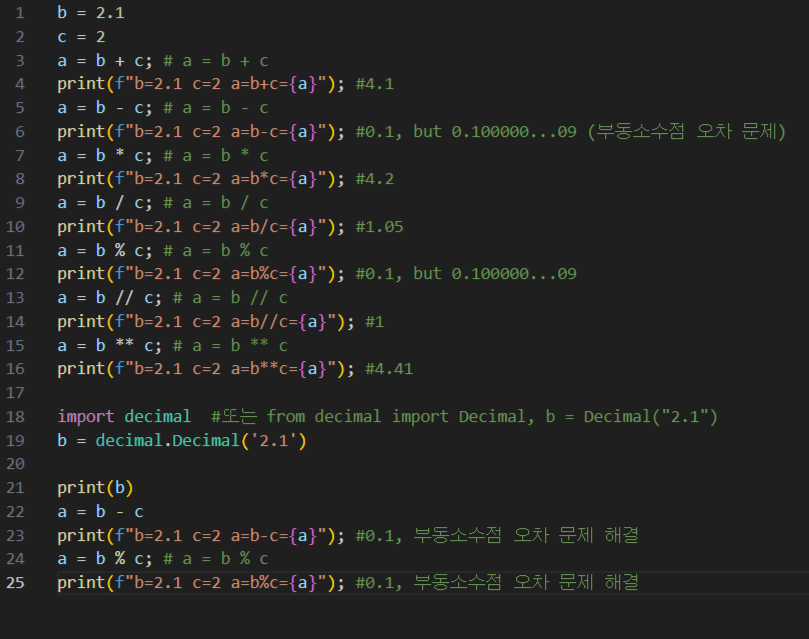 1 b = 2.1
2 c = 2
3 a = b + c; # a = b + c
4 print(f"b=2.1 c=2 a=b+c={a}"); #4.1
5 a = b - c; # a = b - c
6 print(f"b=2.1 c=2 a=b-c={a}"); #0.1, but 0.100000...09 (부동소수점 오차 문제)
7 a = b * c; # a = b * c
8 print(f"b=2.1 c=2 a=b*c={a}"); #4.2
9 a = b / c; # a = b / c
10 print(f"b=2.1 c=2 a=b/c={a}"); #1.05
11 a = b % c; # a = b % c
12 print(f"b=2.1 c=2 a=b%c={a}"); #0.1, but 0.100000...09
13 a = b // c; # a = b // c
14 print(f"b=2.1 c=2 a=b//c={a}"); #1
15 a = b ** c; # a = b ** c
16 print(f"b=2.1 c=2 a=b**c={a}"); #4.41
17
18 import decimal  #또는 from decimal import Decimal, b = Decimal("2.1")
19 b = decimal.Decimal('2.1')
20
21 print(b)
22 a = b - c
23 print(f"b=2.1 c=2 a=b-c={a}"); #0.1, 부동소수점 오차 문제 해결
24 a = b % c; # a = b % c
25 print(f"b=2.1 c=2 a=b%c={a}"); #0.1, 부동소수점 오차 문제 해결